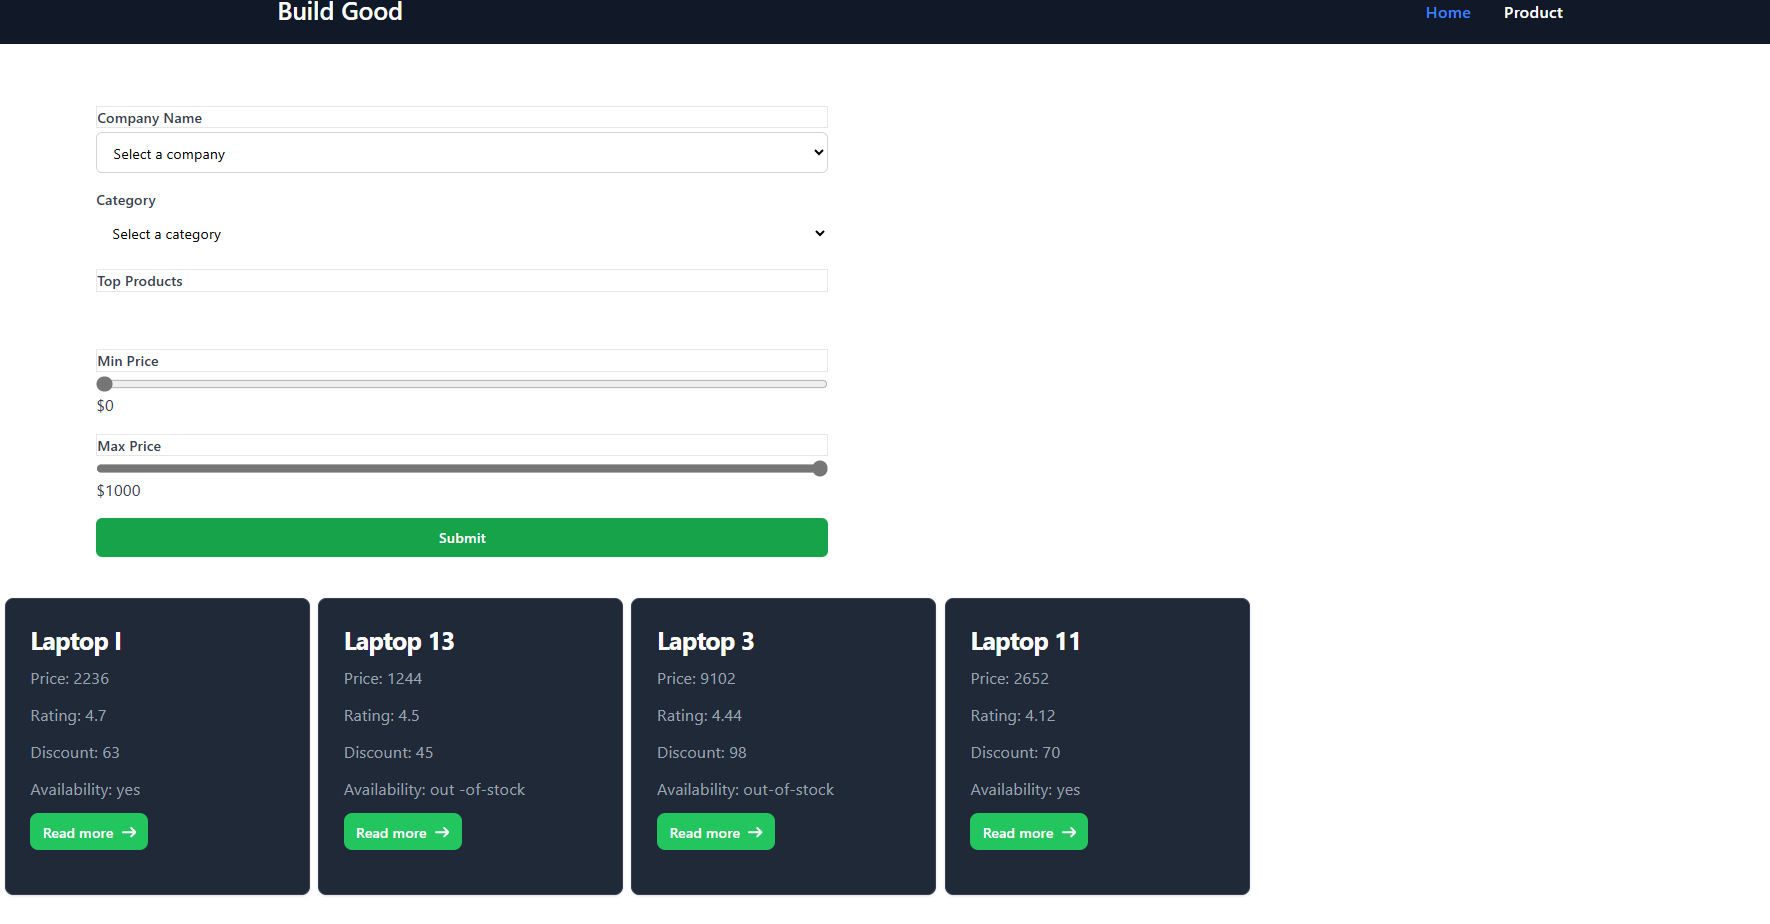 Build Good
Home Product
Company Name
Select a company
Category
Select a category
Top Products
Min Price
$0
Max Price
$1000
Submit
Laptop l
Price: 2236
Rating: 4.7
Discount: 63
Availability: yes
Read more →
Laptop 13
Price: 1244
Rating: 4.5
Discount: 45
Availability: out -of-stock
Read more →
Laptop 3
Price: 9102
Rating: 4.44
Discount: 98
Availability: out-of-stock
Read more →
Laptop 11
Price: 2652
Rating: 4.12
Discount: 70
Availability: yes
Read more →